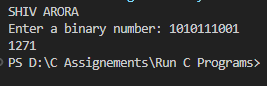 SHIV ARORA
Enter a binary number: 1010111001
1271
PS D:\C Assignements\Run C Programs>